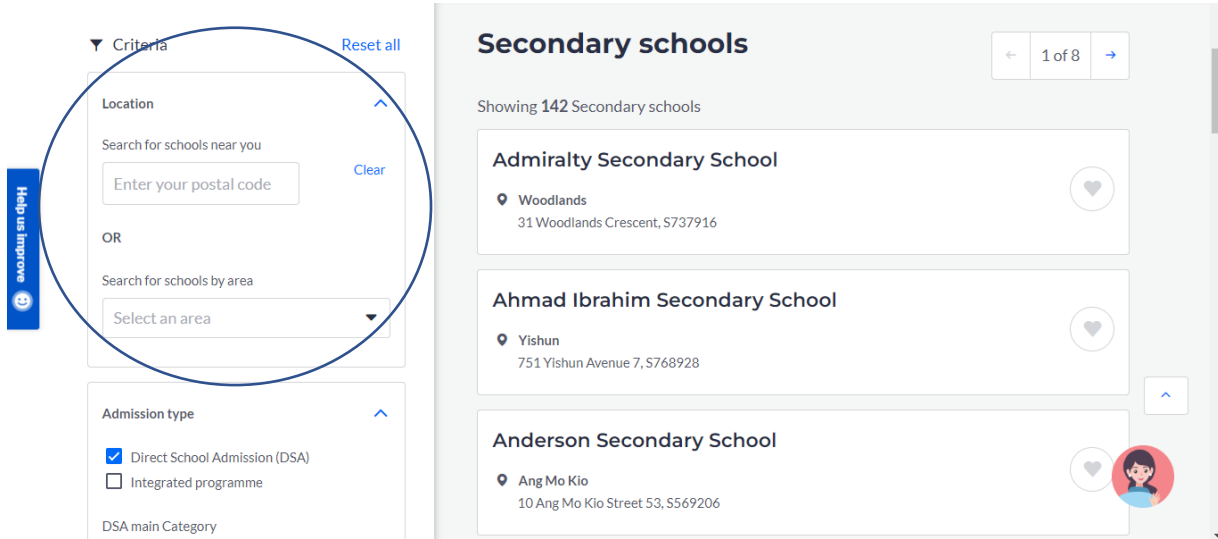 Criteria
Reset all
Location
Search for schools near you
Clear
Enter your postal code
OR
Search for schools by area
Select an area
Admission type
Direct School Admission (DSA)
Integrated programme
DSA main Category
Help us improve
Secondary schools
1 of 8
Showing 142 Secondary schools
Admiralty Secondary School
Woodlands
31 Woodlands Crescent, S737916
Ahmad Ibrahim Secondary School
Yishun
751 Yishun Avenue 7, S768928
Anderson Secondary School
Ang Mo Kio
10 Ang Mo Kio Street 53, S569206